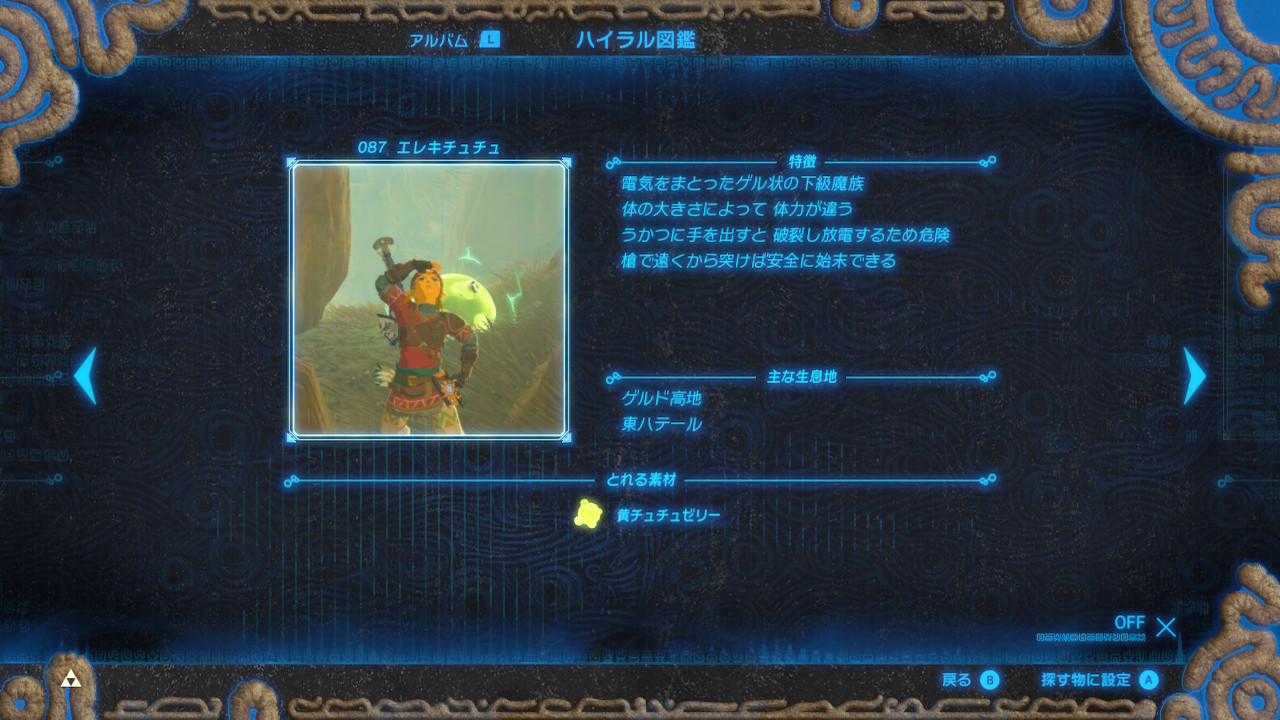 アルバム L
ハイラル図鑑
087 エレキチュチュ
特徴
電気をまとったゲル状の下級魔族
体の大きさによって 体力が違う
うかつに手を出すと 破裂し放電するため危険
槍で遠くから突けば安全に始末できる
主な生息地
ゲルド高地
東ハテール
とれる素材
黄チュチュゼリー
OFF
戻る B
探す物に設定 A